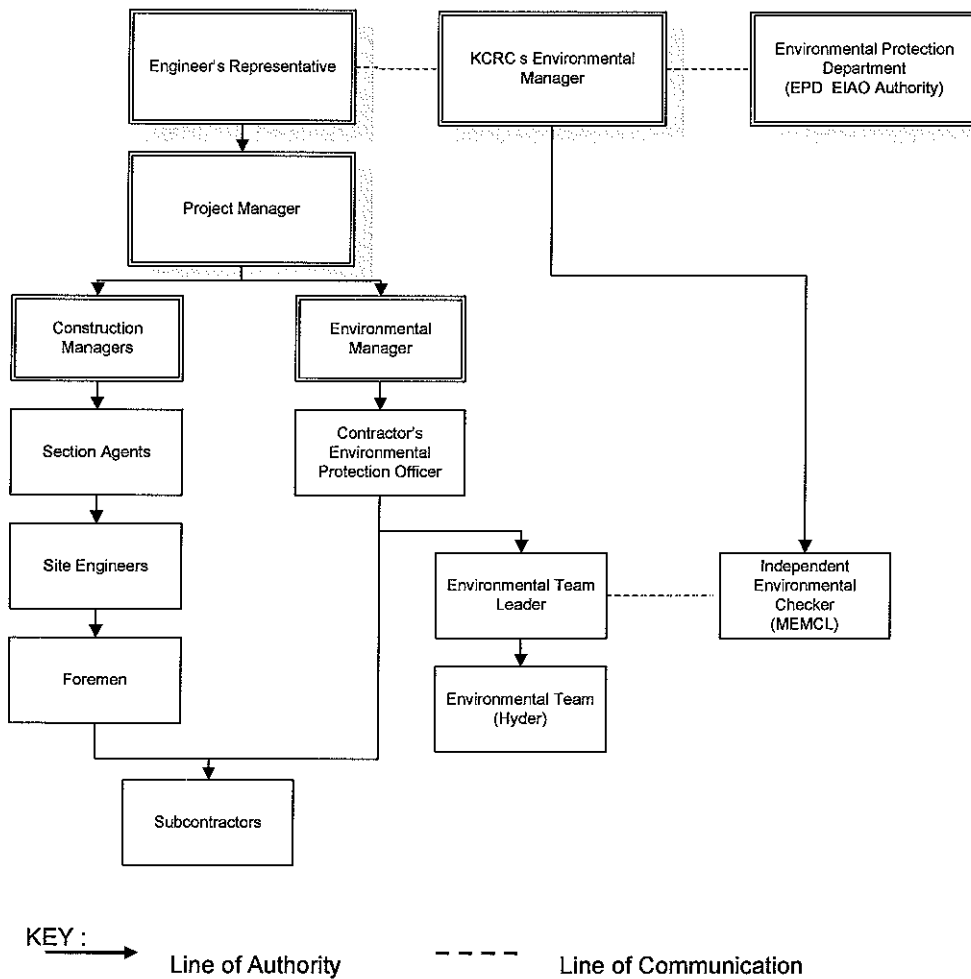 Engineer's Representative
KCRC s Environmental
Manager
Environmental Protection
Department
(EPD EIAO Authority)
Project Manager
Construction
Managers
Environmental
Manager
Section Agents
Contractor's
Environmental
Protection Officer
Site Engineers
Environmental Team
Leader
Independent
Environmental
Checker
(MEMCL)
Foremen
Environmental Team
(Hyder)
Subcontractors
KEY :
Line of Authority
Line of Communication